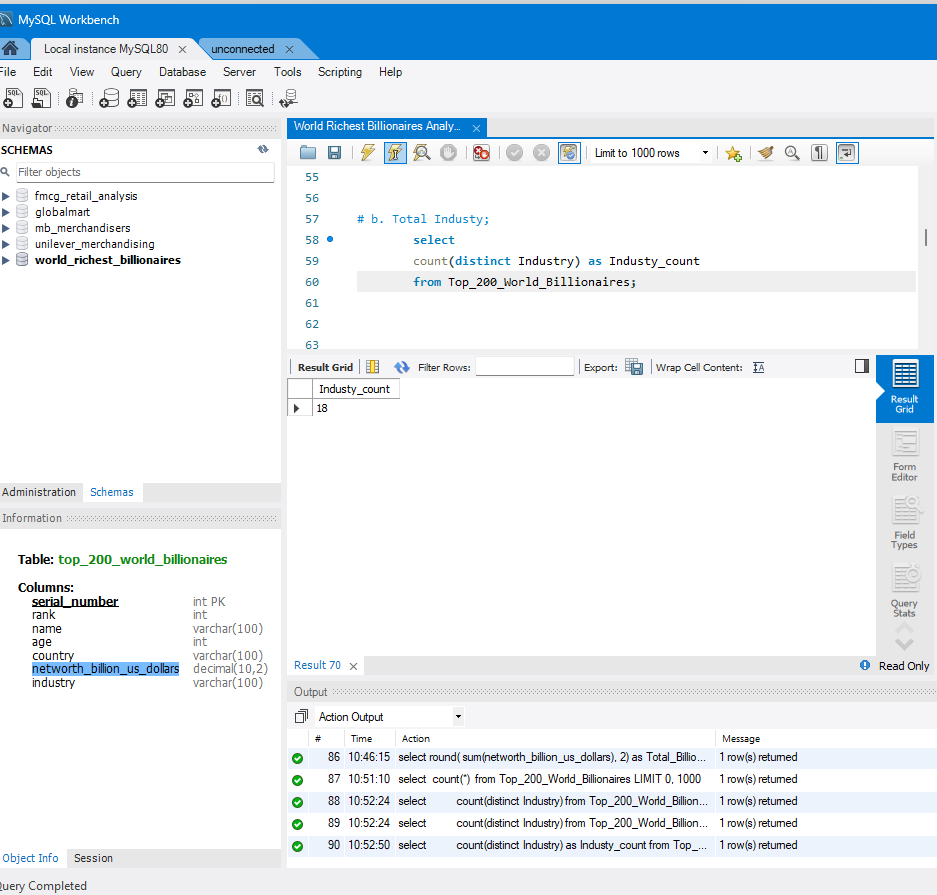 MySQL Workbench
Local instance MySQL80
unconnected
File Edit View Query Database Server Tools Scripting Help
Navigator
SCHEMAS
Filter objects
fmcg_retail_analysis
globalmart
mb_merchandisers
unilever_merchandising
world_richest_billionaires
Administration Schemas
Information
Table: top_200_world_billionaires
Columns:
serial_number int PK
rank int
name varchar(100)
age int
country varchar(100)
networth_billion_us_dollars decimal(10,2)
industry varchar(100)
Object Info Session
Query Completed
World Richest Billionaires Analy...
Limit to 1000 rows
55
56
57 # b. Total Industy;
58 select
59 count(distinct Industry) as Industy_count
60 from Top_200_World_Billionaires;
61
62
63
Result Grid Filter Rows: Export: Wrap Cell Content:
Industy_count
18
Result Grid
Form Editor
Field Types
Query Stats
Result 70
Read Only
Output
Action Output
# Time Action Message
86 10:46:15 select round( sum(networth_billion_us_dollars), 2) as Total_Billio... 1 row(s) returned
87 10:51:10 select count(*) from Top_200_World_Billionaires LIMIT 0, 1000 1 row(s) returned
88 10:52:24 select count(distinct Industry) from Top_200_World_Billion... 1 row(s) returned
89 10:52:24 select count(distinct Industry) from Top_200_World_Billion... 1 row(s) returned
90 10:52:50 select count(distinct Industry) as Industy_count from Top_... 1 row(s) returned